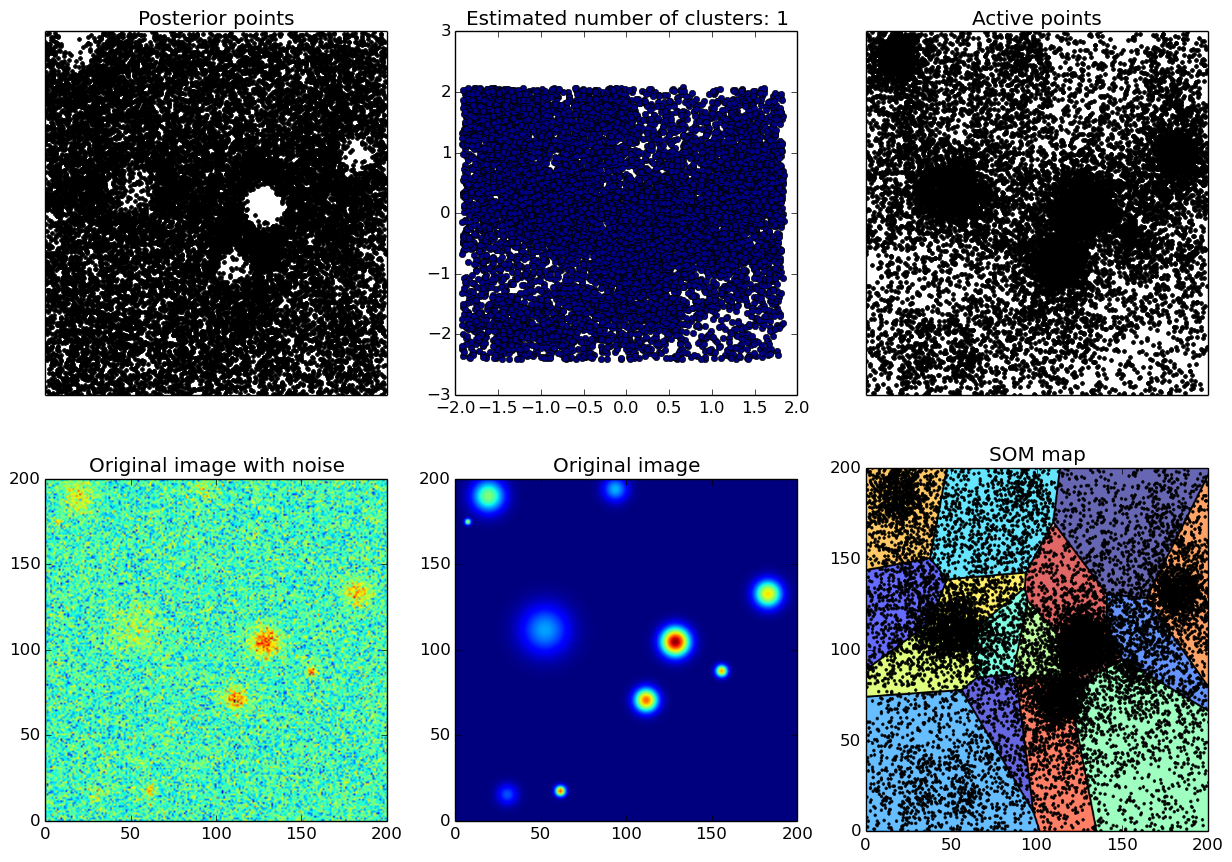 Posterior points
Estimated number of clusters: 1
Active points
3
2
1
0
−1
−2
−3
−2.0 −1.5 −1.0 −0.5 0.0 0.5 1.0 1.5 2.0
Original image with noise
Original image
SOM map
200
150
100
50
0
0 50 100 150 200
200
150
100
50
0
0 50 100 150 200
200
150
100
50
0
0 50 100 150 200